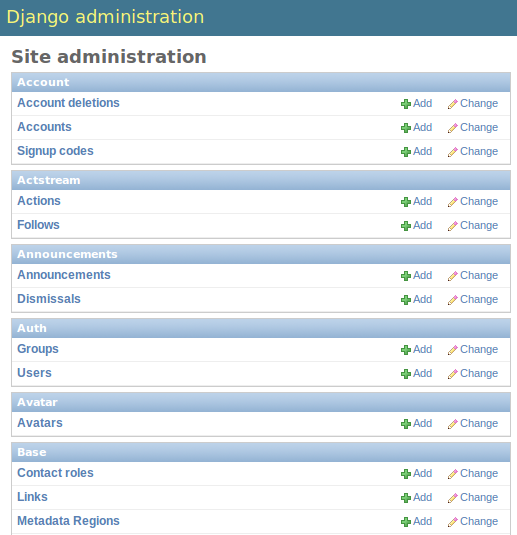 Django administration
Site administration
Account
Account deletions Add Change
Accounts Add Change
Signup codes Add Change
Actstream
Actions Add Change
Follows Add Change
Announcements
Announcements Add Change
Dismissals Add Change
Auth
Groups Add Change
Users Add Change
Avatar
Avatars Add Change
Base
Contact roles Add Change
Links Add Change
Metadata Regions Add Change